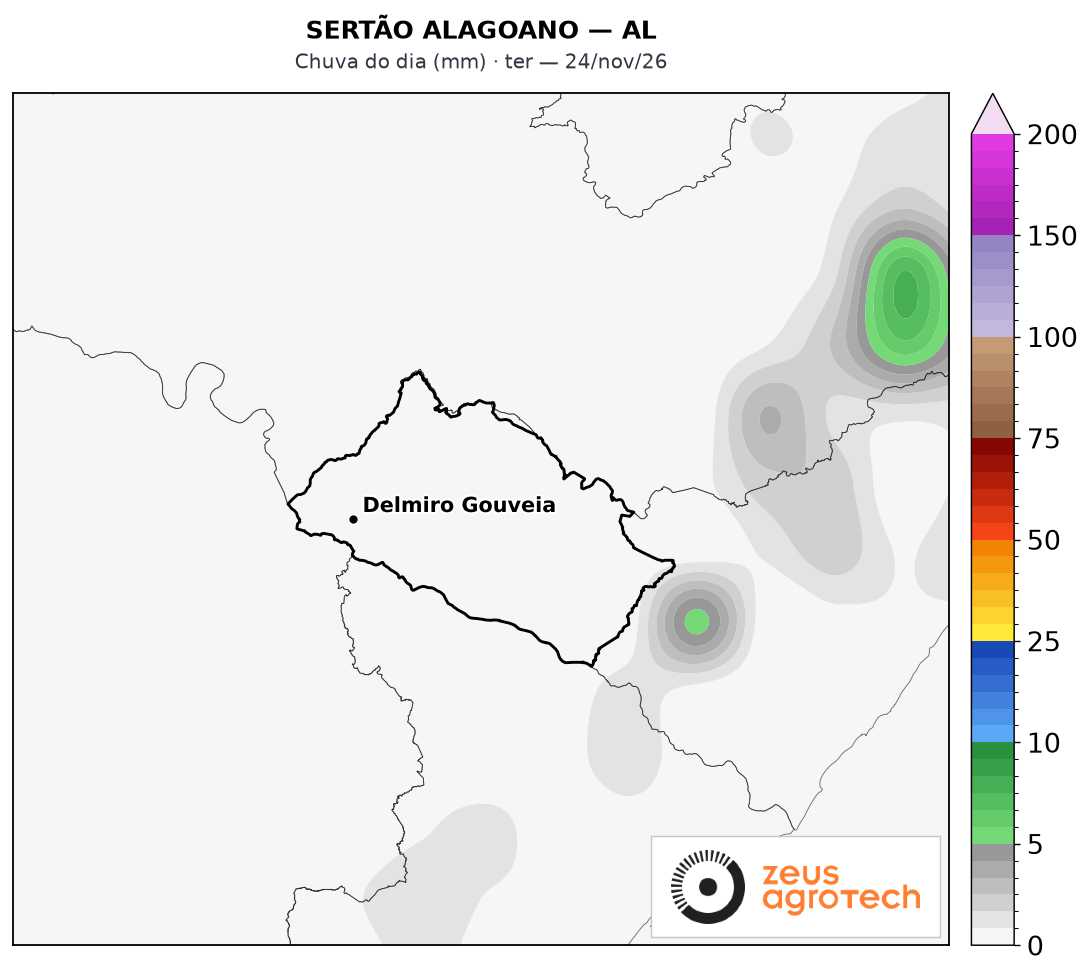 SERTÃO ALAGOANO — AL
Chuva do dia (mm) · ter — 24/nov/26
200
150
100
75
50
25
10
5
0
Delmiro Gouveia
zeus
agrotech